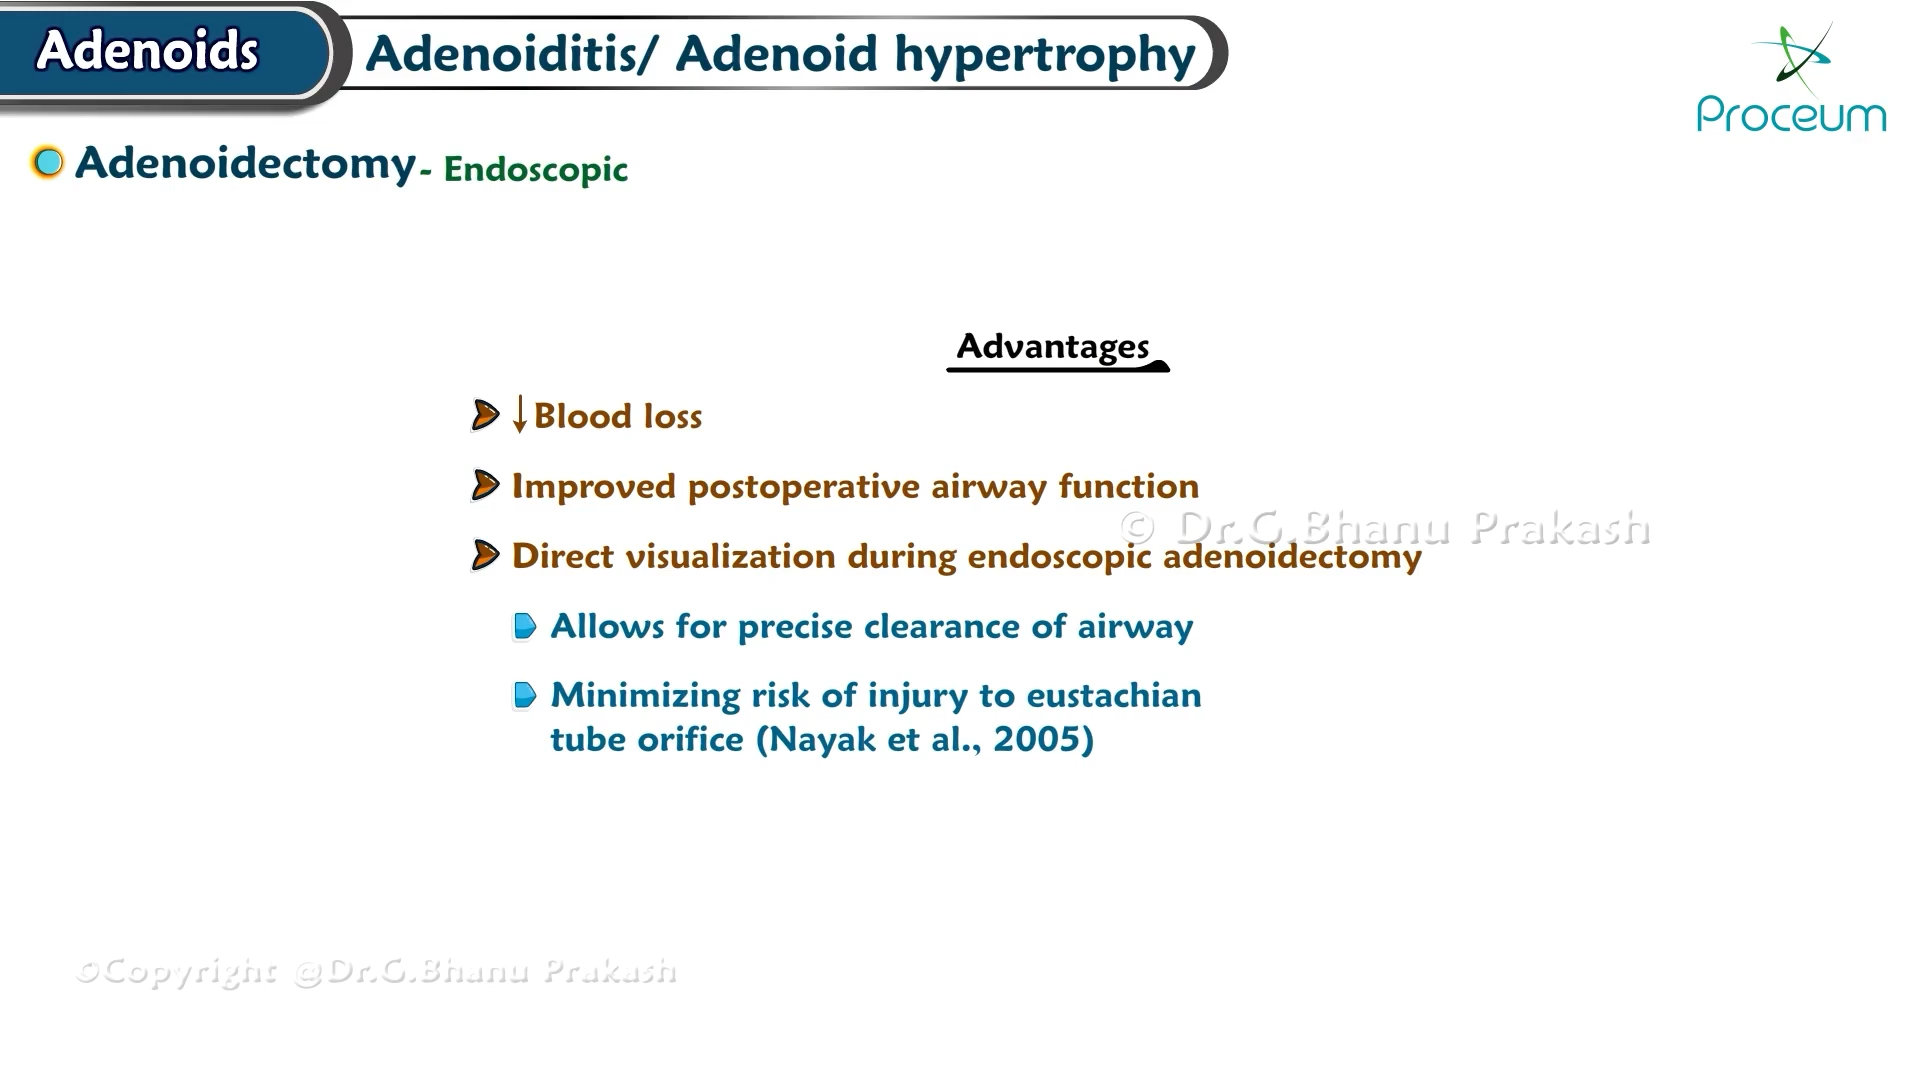 Adenoids
Adenoiditis/ Adenoid hypertrophy
Proceum
Adenoidectomy - Endoscopic
Advantages
↓ Blood loss
Improved postoperative airway function
© Dr.G.Bhanu Prakash
Direct visualization during endoscopic adenoidectomy
Allows for precise clearance of airway
Minimizing risk of injury to eustachian
tube orifice (Nayak et al., 2005)
©Copyright @Dr.G.Bhanu Prakash